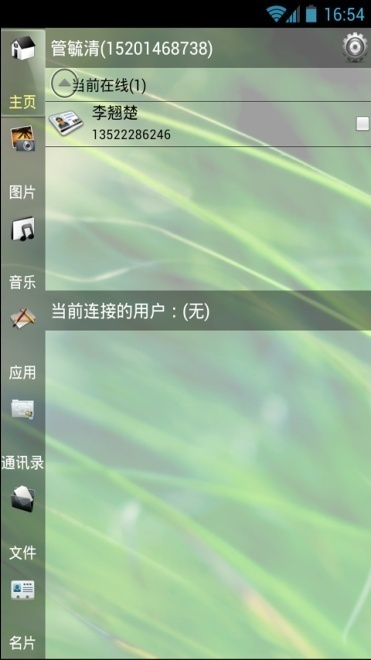 16:54
管毓清(15201468738)
当前在线(1)
李翘楚
13522286246
当前连接的用户：(无)
主页
图片
音乐
应用
通讯录
文件
名片